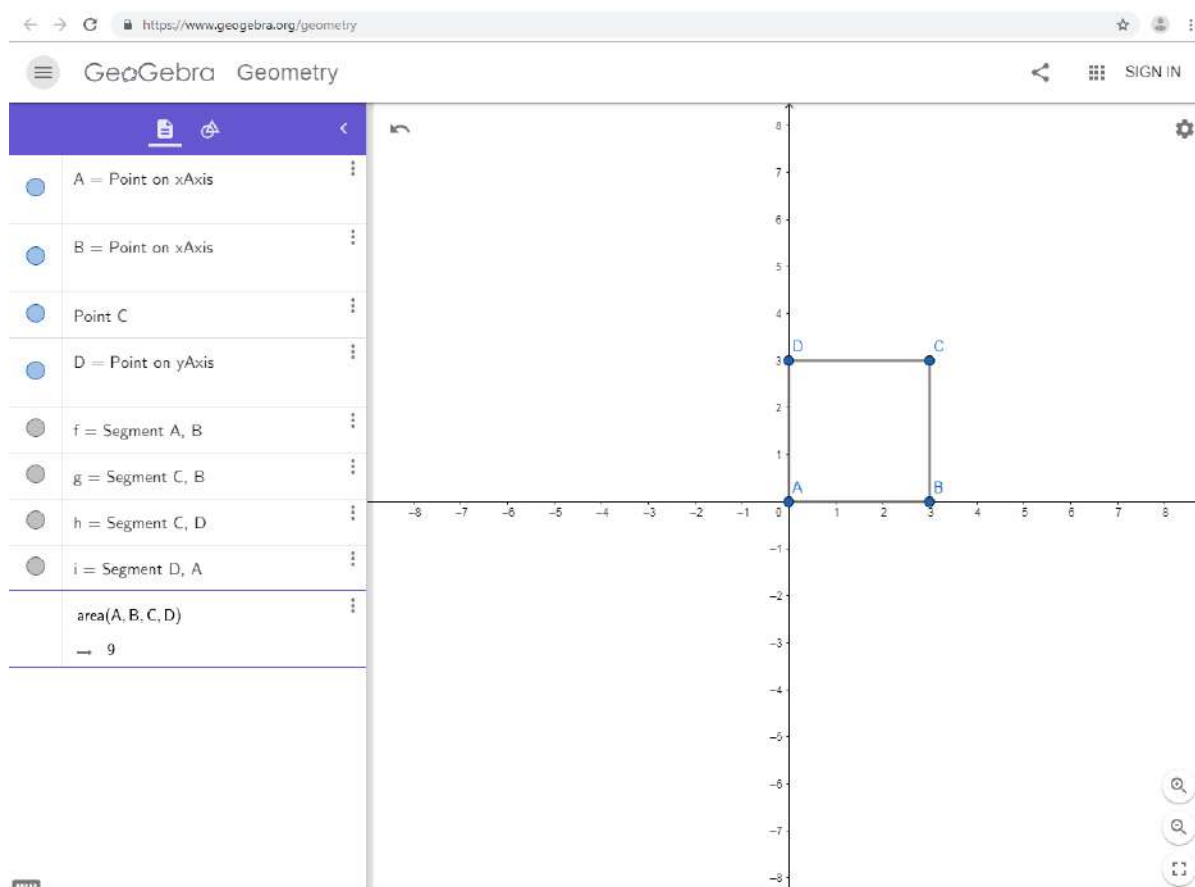 https://www.geogebra.org/geometry
GeoGebra Geometry
SIGN IN
A = Point on xAxis
B = Point on xAxis
Point C
D = Point on yAxis
f = Segment A, B
g = Segment C, B
h = Segment C, D
i = Segment D, A
area(A, B, C, D)
→ 9
8
7
6
5
4
D C
3
2
1
A B
−8 −7 −6 −5 −4 −3 −2 −1 0 1 2 3 4 5 6 7 8
−1
−2
−3
−4
−5
−6
−7
−8